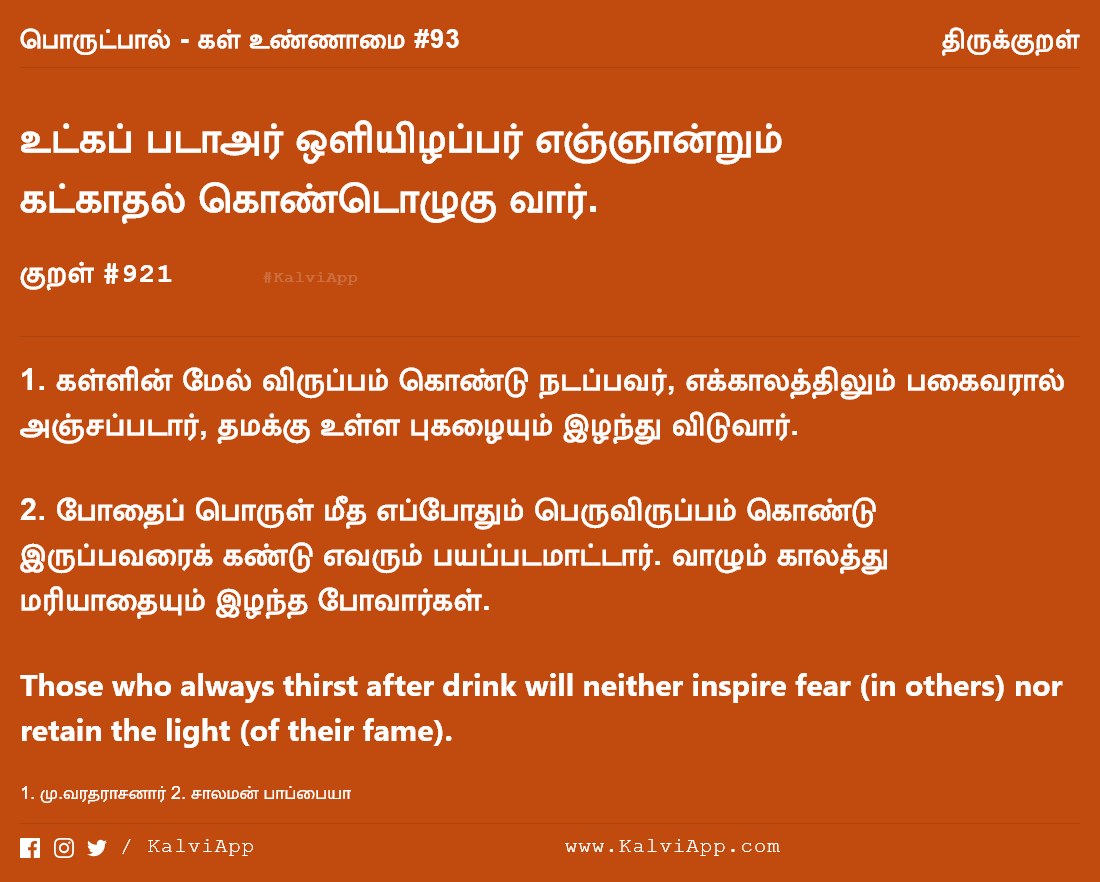 பொருட்பால் - கள் உண்ணாமை #93
திருக்குறள்
உட்கப் படாஅர் ஒளியிழப்பர் எஞ்ஞான்றும்
கட்காதல் கொண்டொழுகு வார்.
குறள் #921
#KalviApp
1. கள்ளின் மேல் விருப்பம் கொண்டு நடப்பவர், எக்காலத்திலும் பகைவரால்
அஞ்சப்படார், தமக்கு உள்ள புகழையும் இழந்து விடுவார்.
2. போதைப் பொருள் மீத எப்போதும் பெருவிருப்பம் கொண்டு
இருப்பவரைக் கண்டு எவரும் பயப்படமாட்டார். வாழும் காலத்து
மரியாதையும் இழந்த போவார்கள்.
Those who always thirst after drink will neither inspire fear (in others) nor
retain the light (of their fame).
1. மு.வரதராசனார் 2. சாலமன் பாப்பையா
/ KalviApp
www.KalviApp.com